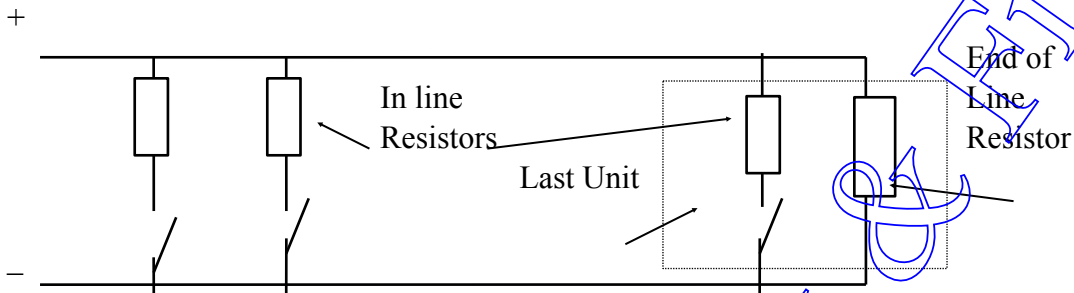 +
End of
Line
Resistor
In line
Resistors
Last Unit
–